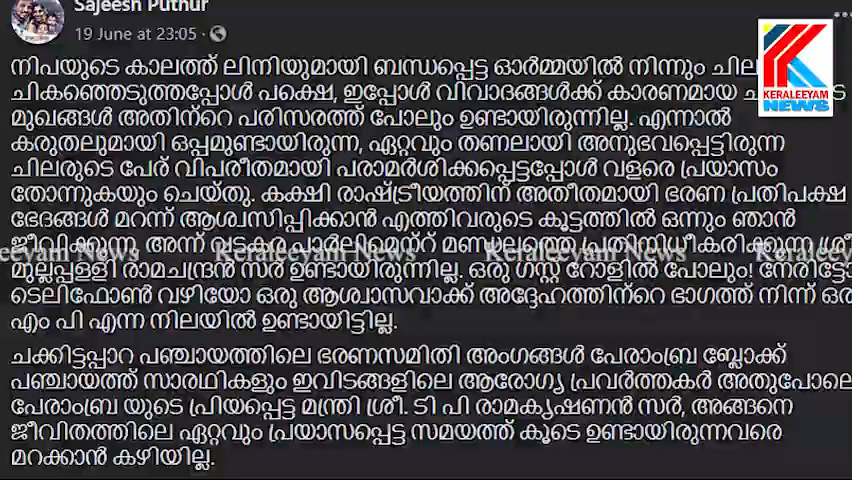 Sajeesh Puthur
19 June at 23:05 ·
നിപയുടെ കാലത്ത് ലിനിയുമായി ബന്ധപ്പെട്ട ഓർമ്മയിൽ നിന്നും ചില
ചികഞ്ഞെടുത്തപ്പോൾ പക്ഷെ, ഇപ്പോൾ വിവാദങ്ങൾക്ക് കാരണമായ
മുഖങ്ങൾ അതിന്റെ പരിസരത്ത് പോലും ഉണ്ടായിരുന്നില്ല. എന്നാൽ
കരുതലുമായി ഒപ്പമുണ്ടായിരുന്ന, ഏറ്റവും തണലായി അനുഭവപ്പെട്ടിരുന്ന
ചിലരുടെ പേര് വിപരീതമായി പരാമർശിക്കപ്പെട്ടപ്പോൾ വളരെ പ്രയാസം
തോന്നുകയും ചെയ്തു. കക്ഷി രാഷ്ട്രീയത്തിന് അതീതമായി ഭരണ പ്രതിപക്ഷ
ഭേദങ്ങൾ മറന്ന് ആശ്വസിപ്പിക്കാൻ എത്തിവരുടെ കൂട്ടത്തിൽ ഒന്നും ഞാൻ
ജീവിക്കുന്ന, അന്ന് വടകര പാർലിമെന്റ് മണ്ഡലത്തെ പ്രതിനിധീകരിക്കുന്ന ശ്രീ
മുല്ലപ്പള്ളി രാമചന്ദ്രൻ സർ ഉണ്ടായിരുന്നില്ല. ഒരു ഗസ്റ്റ് റോളിൽ പോലും! നേരിട്ടോ
ടെലിഫോൺ വഴിയോ ഒരു ആശ്വാസവാക്ക് അദ്ദേഹത്തിന്റെ ഭാഗത്ത് നിന്ന് ഒരു
എം പി എന്ന നിലയിൽ ഉണ്ടായിട്ടില്ല.
ചക്കിട്ടപ്പാറ പഞ്ചായത്തിലെ ഭരണസമിതി അംഗങ്ങൾ പേരാംബ്ര ബ്ലോക്ക്
പഞ്ചായത്ത് സാരഥികളും ഇവിടങ്ങളിലെ ആരോഗ്യ പ്രവർത്തകർ അതുപോലെ
പേരാംബ്ര യുടെ പ്രിയപ്പെട്ട മന്ത്രി ശ്രീ. ടി പി രാമകൃഷ്ണൻ സർ, അങ്ങനെ
ജീവിതത്തിലെ ഏറ്റവും പ്രയാസപ്പെട്ട സമയത്ത് കൂടെ ഉണ്ടായിരുന്നവരെ
മറക്കാൻ കഴിയില്ല.
KERALEEYAM
NEWS
Keraleeyam News
Keraleeyam News